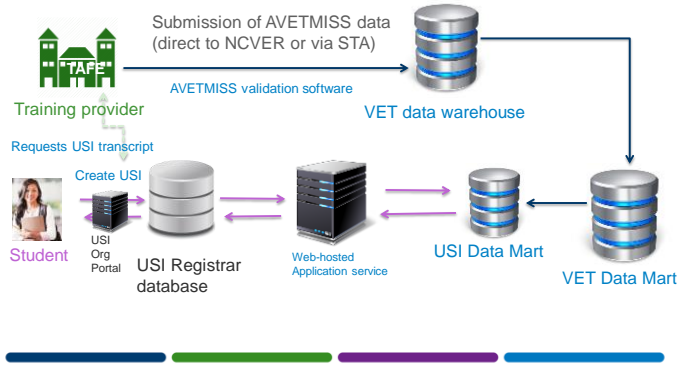 Submission of AVETMISS data
(direct to NCVER or via STA)
TAFE
AVETMISS validation software
Training provider
VET data warehouse
Requests USI transcript
Create USI
Student
USI
Org
Portal
USI Registrar
database
Web-hosted
Application service
USI Data Mart
VET Data Mart